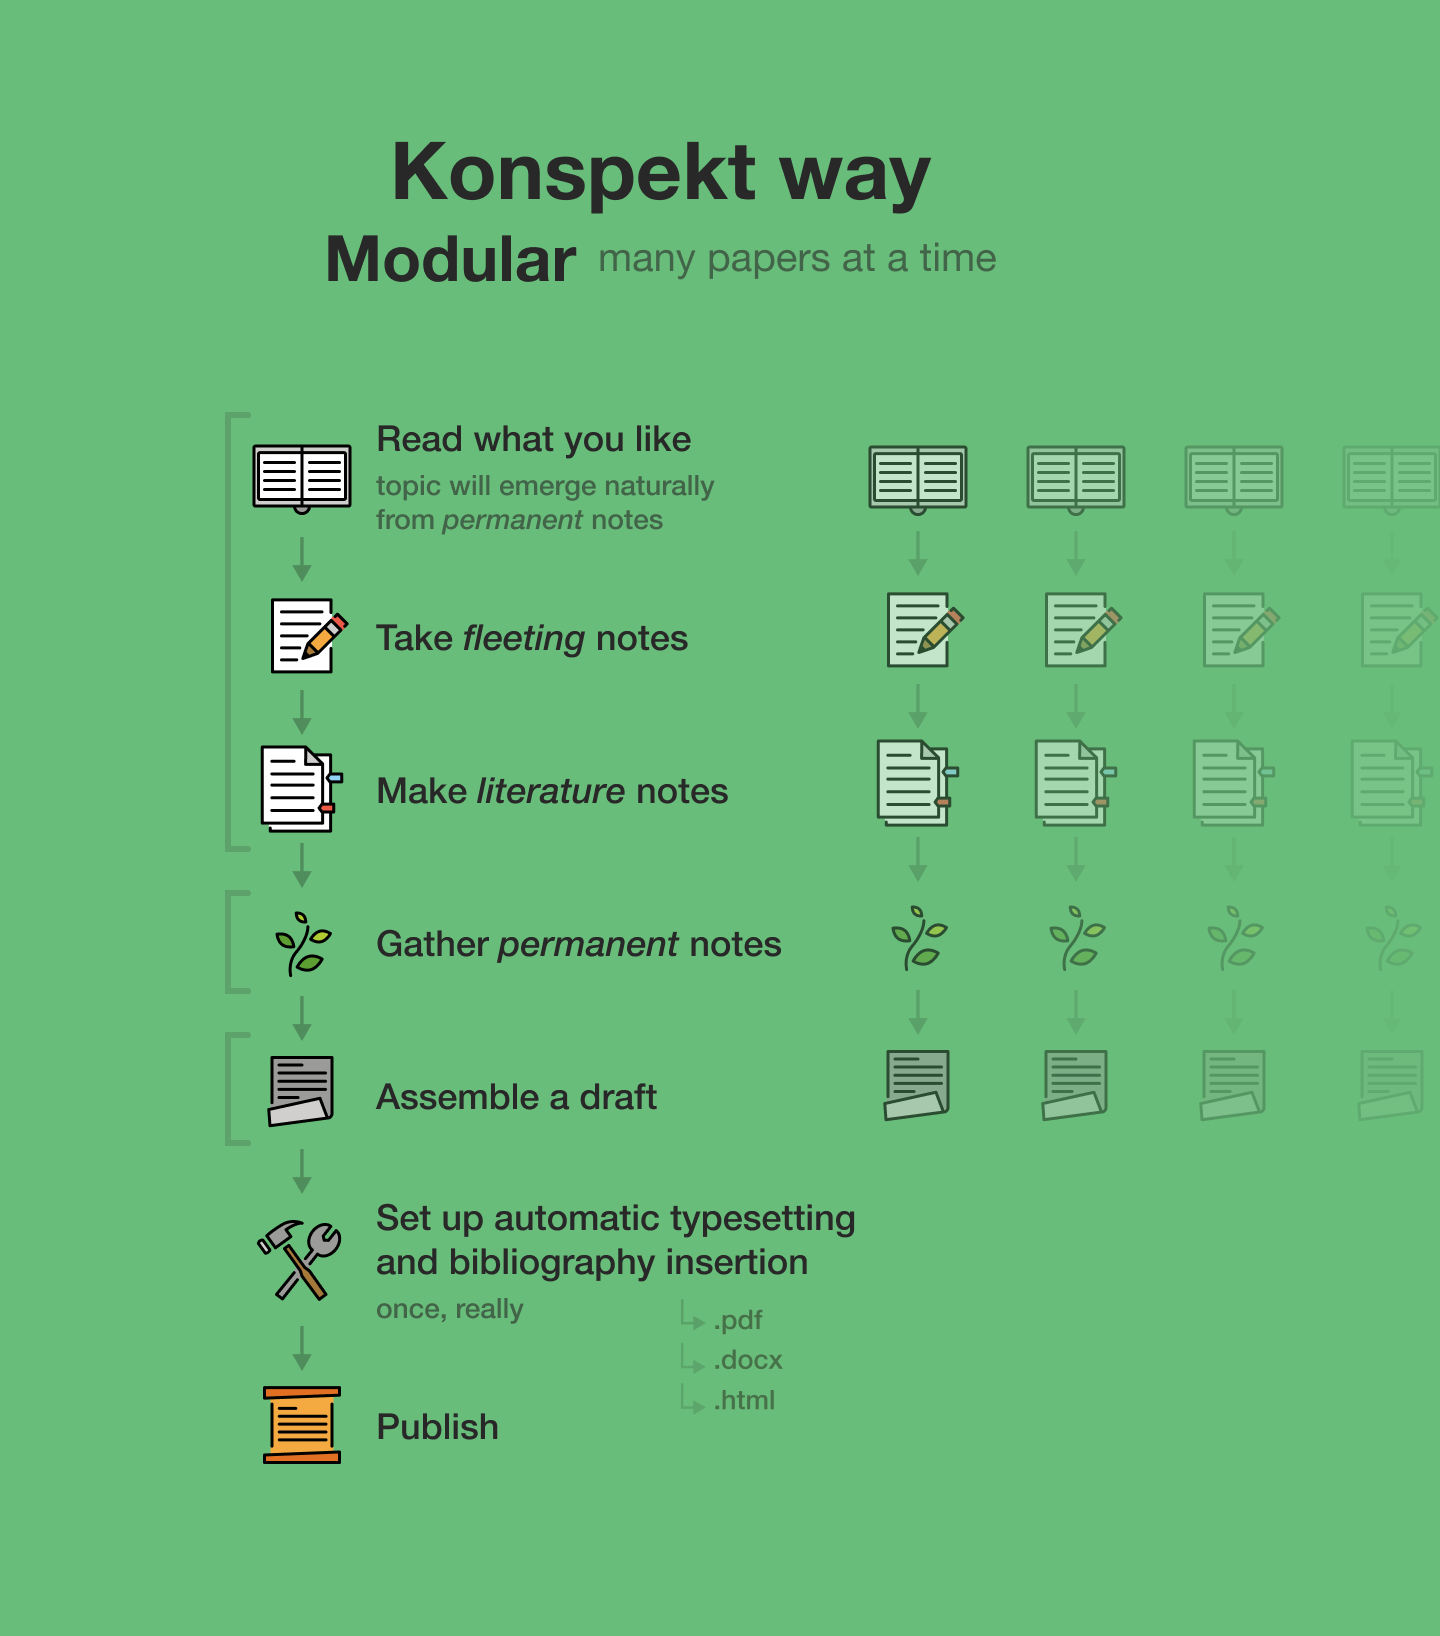 Konspekt way
Modular many papers at a time
Read what you like
topic will emerge naturally
from permanent notes
Take fleeting notes
Make literature notes
Gather permanent notes
Assemble a draft
Set up automatic typesetting
and bibliography insertion
once, really
.pdf
.docx
.html
Publish